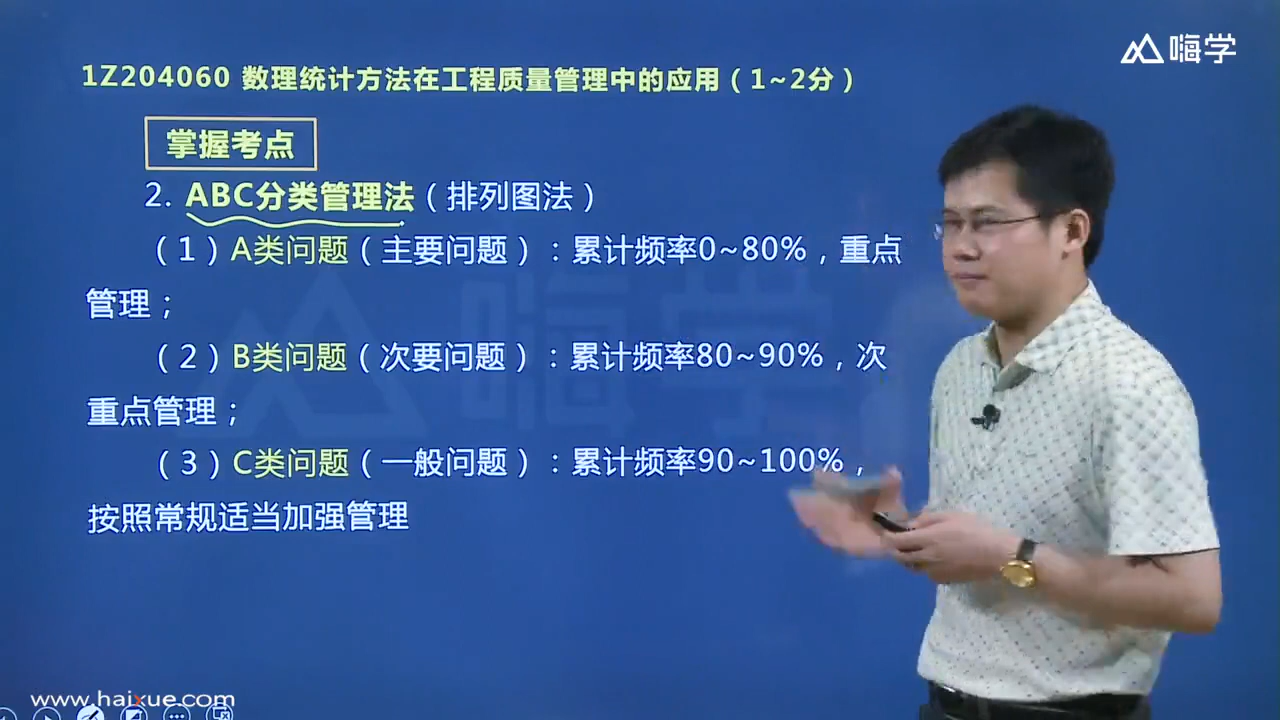 嗨学
1Z204060 数理统计方法在工程质量管理中的应用（1~2分）
掌握考点
2. ABC分类管理法（排列图法）
（1）A类问题（主要问题）：累计频率0~80%，重点
管理；
（2）B类问题（次要问题）：累计频率80~90%，次
重点管理；
（3）C类问题（一般问题）：累计频率90~100%，
按照常规适当加强管理
嗨学
www.haixue.com